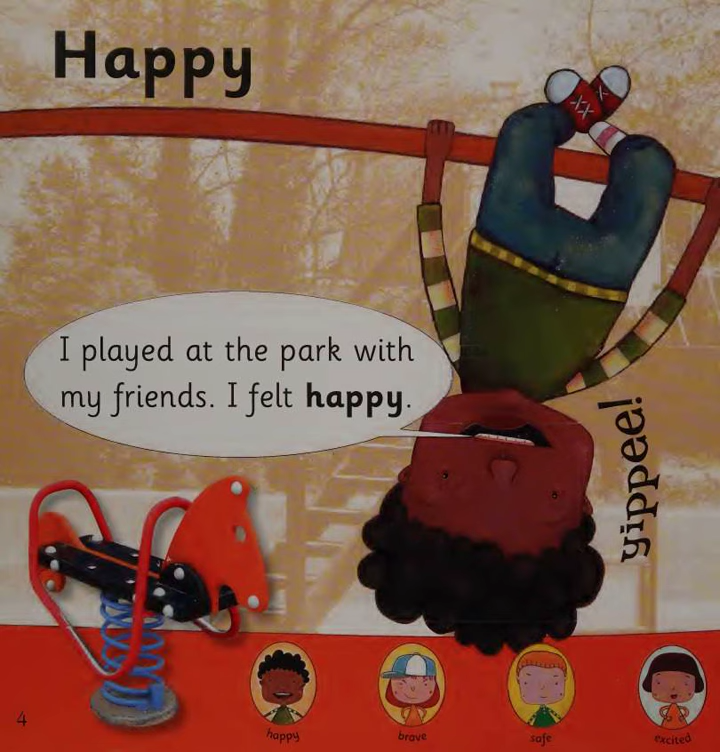 Happy
I played at the park with
my friends. I felt happy.
yippee!
happy
brave
safe
excited
4